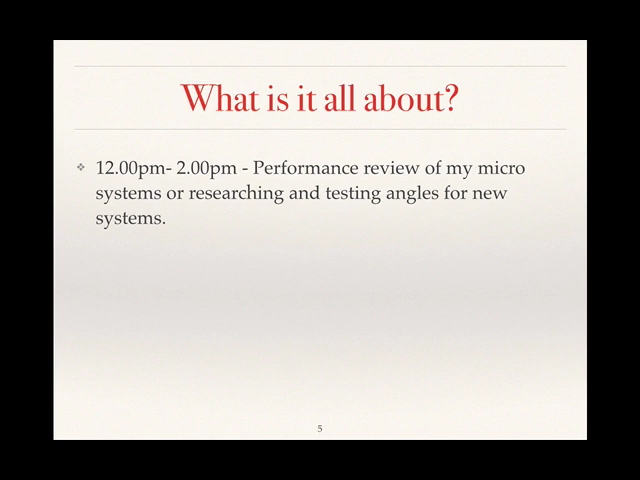 What is it all about?
12.00pm- 2.00pm - Performance review of my micro
systems or researching and testing angles for new
systems.
5